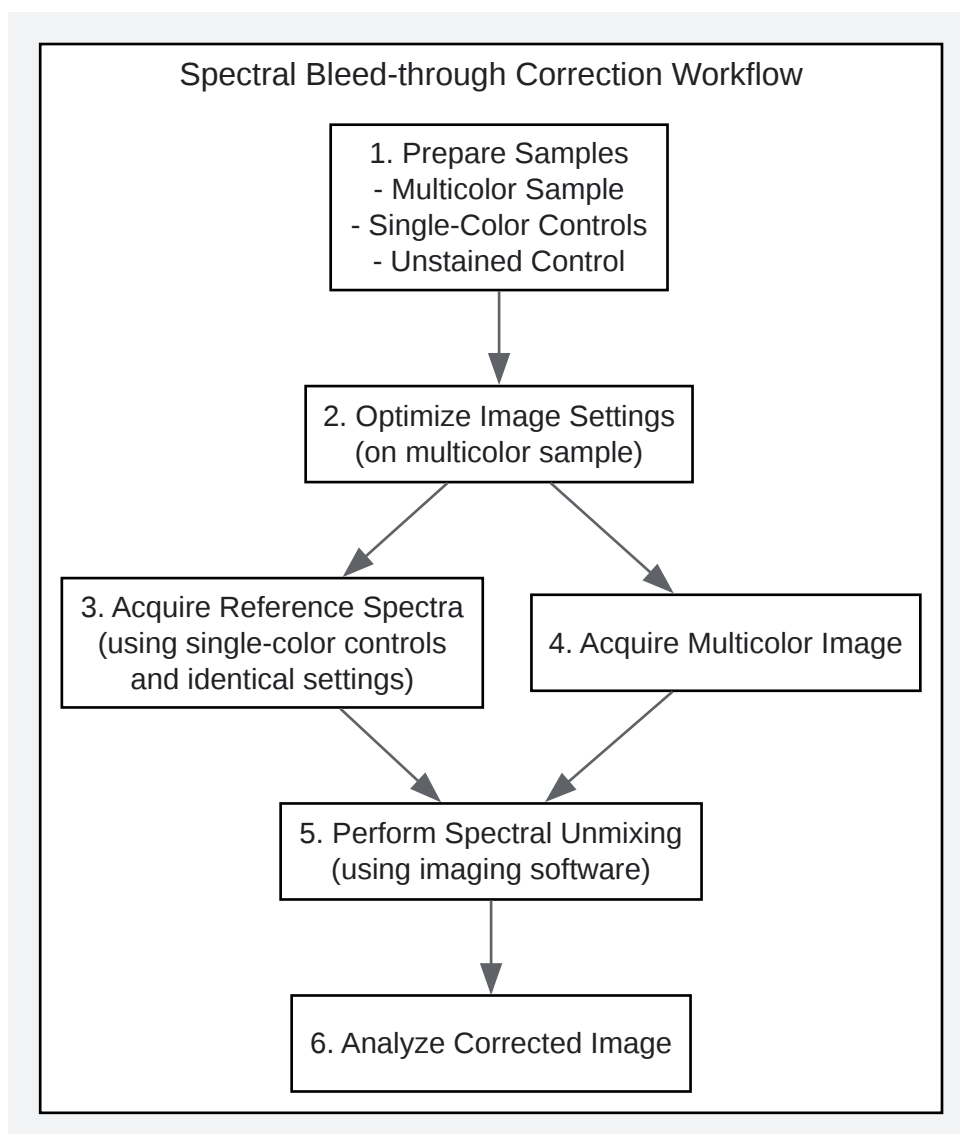 Spectral Bleed-through Correction Workflow
1. Prepare Samples
- Multicolor Sample
- Single-Color Controls
- Unstained Control
2. Optimize Image Settings
(on multicolor sample)
3. Acquire Reference Spectra
(using single-color controls
and identical settings)
4. Acquire Multicolor Image
5. Perform Spectral Unmixing
(using imaging software)
6. Analyze Corrected Image